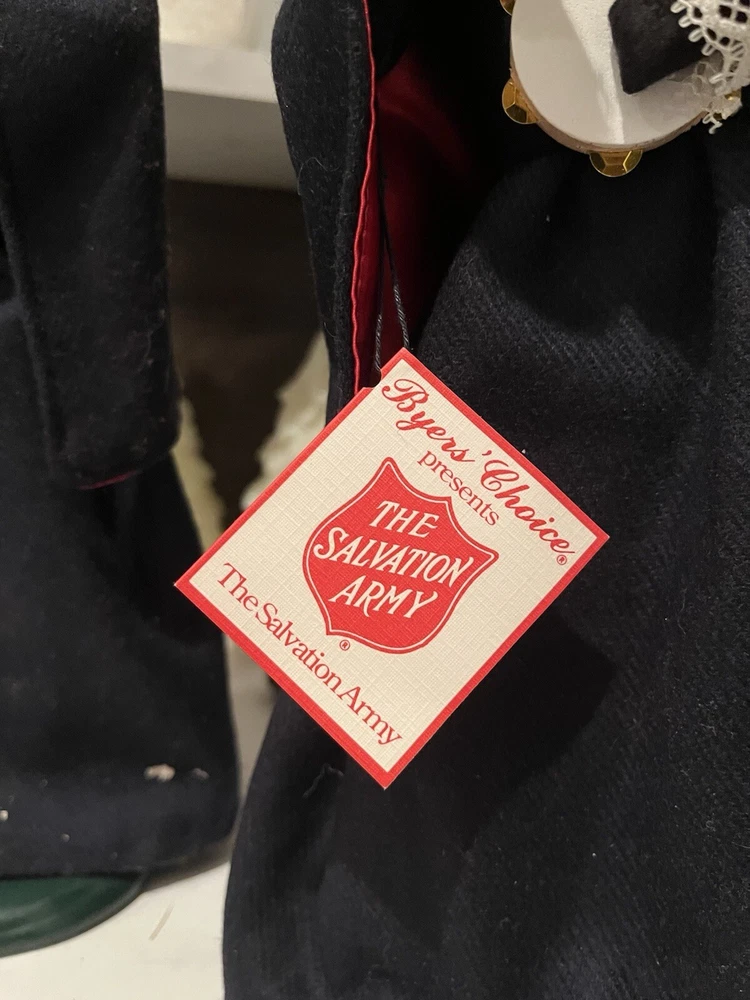 Byers' Choice®
presents
THE
SALVATION
ARMY
®
The Salvation Army